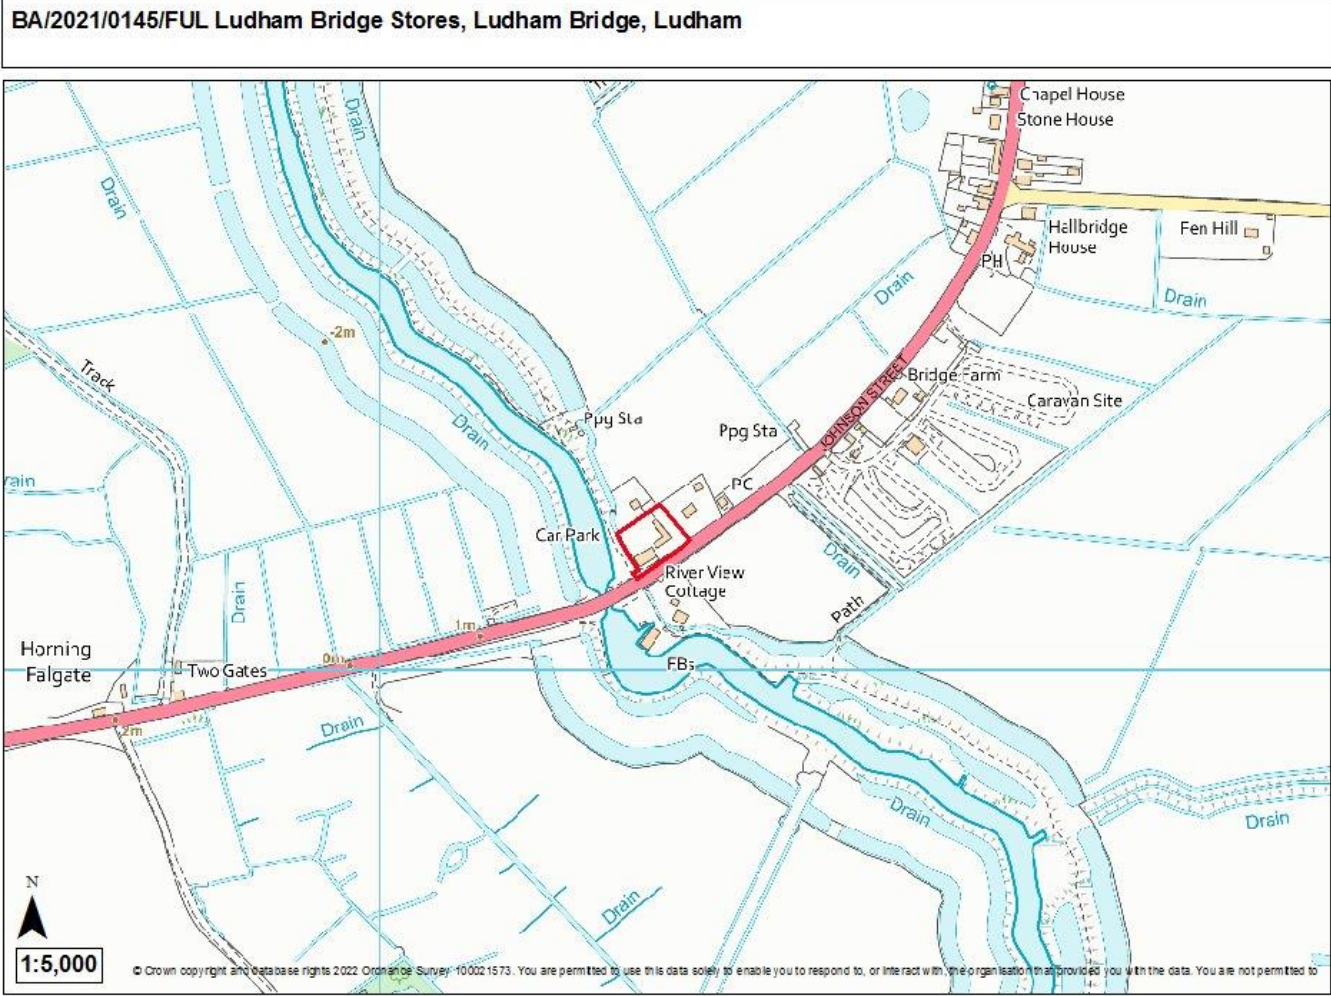 BA/2021/0145/FUL Ludham Bridge Stores, Ludham Bridge, Ludham
Chapel House
Stone House
Drain
Drain
Hallbridge
House
Fen Hill
PH
Drain
Drain
-2m
Track
JOHNSON STREET
Bridge Farm
Caravan Site
Ppg Sta
Ppg Sta
Drain
rain
PC
Car Park
Drain
River View
Cottage
Drain
Path
1m
Horning
Falgate
Two Gates
0m
FBs
2m
Drain
Drain
Drain
Drain
N
1:5,000
© Crown copyright and database rights 2022 Ordnance Survey 100021573. You are permitted to use this data solely to enable you to respond to, or interact with, the organisation that provided you with the data. You are not permitted to